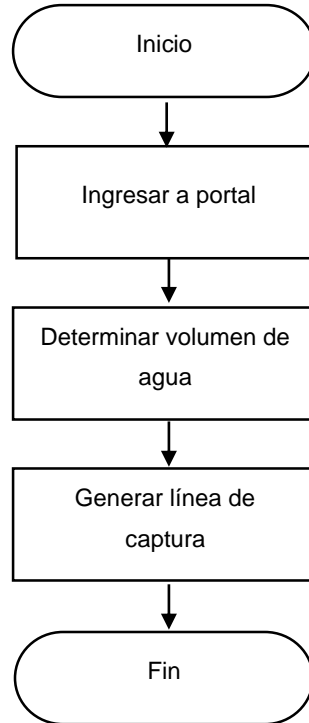 Inicio
Ingresar a portal
Determinar volumen de
agua
Generar línea de
captura
Fin